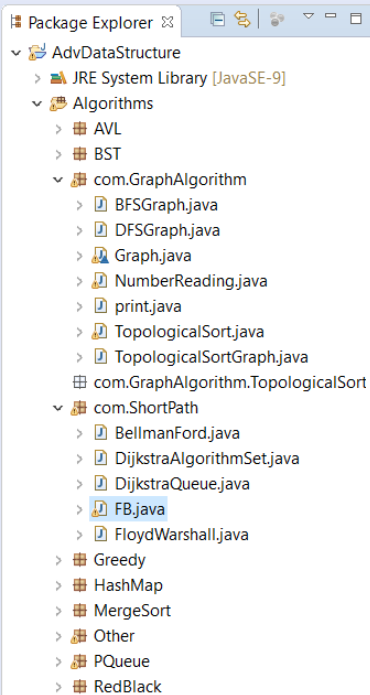 Package Explorer
AdvDataStructure
JRE System Library [JavaSE-9]
Algorithms
AVL
BST
com.GraphAlgorithm
BFSGraph.java
DFSGraph.java
Graph.java
NumberReading.java
print.java
TopologicalSort.java
TopologicalSortGraph.java
com.GraphAlgorithm.TopologicalSort
com.ShortPath
BellmanFord.java
DijkstraAlgorithmSet.java
DijkstraQueue.java
FB.java
FloydWarshall.java
Greedy
HashMap
MergeSort
Other
PQueue
RedBlack